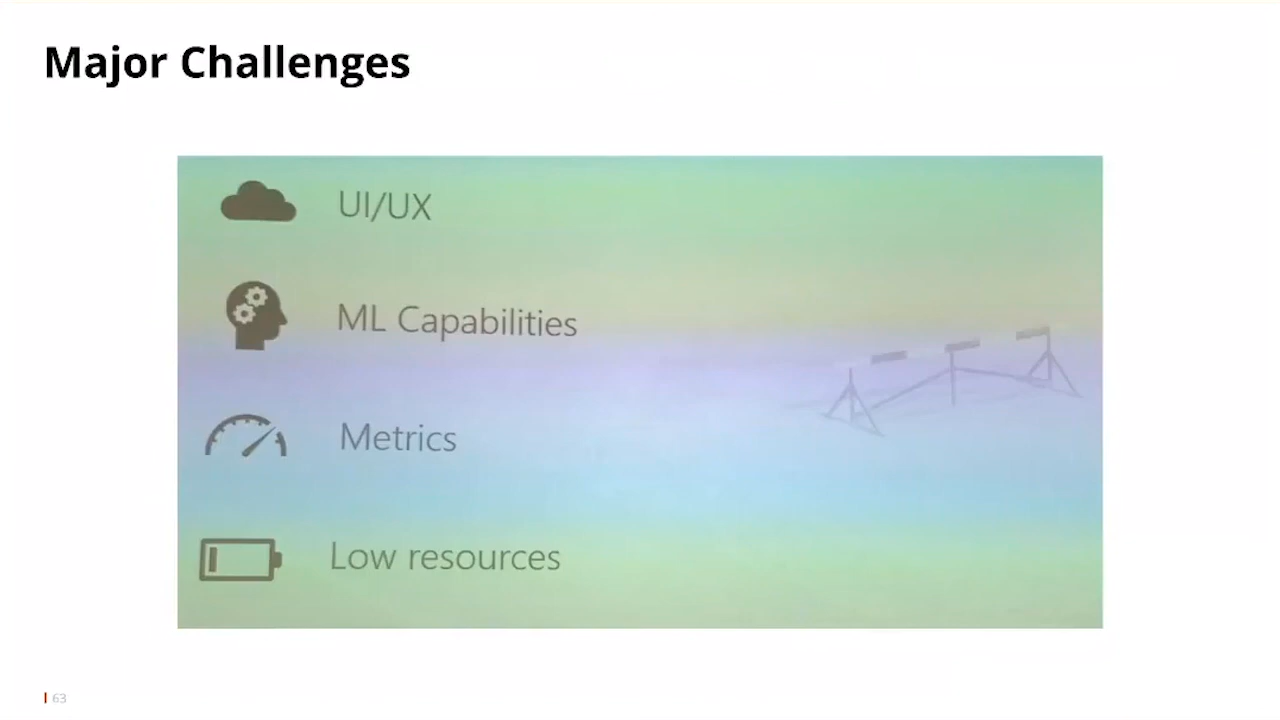 Major Challenges
UI/UX
ML Capabilities
Metrics
Low resources
63